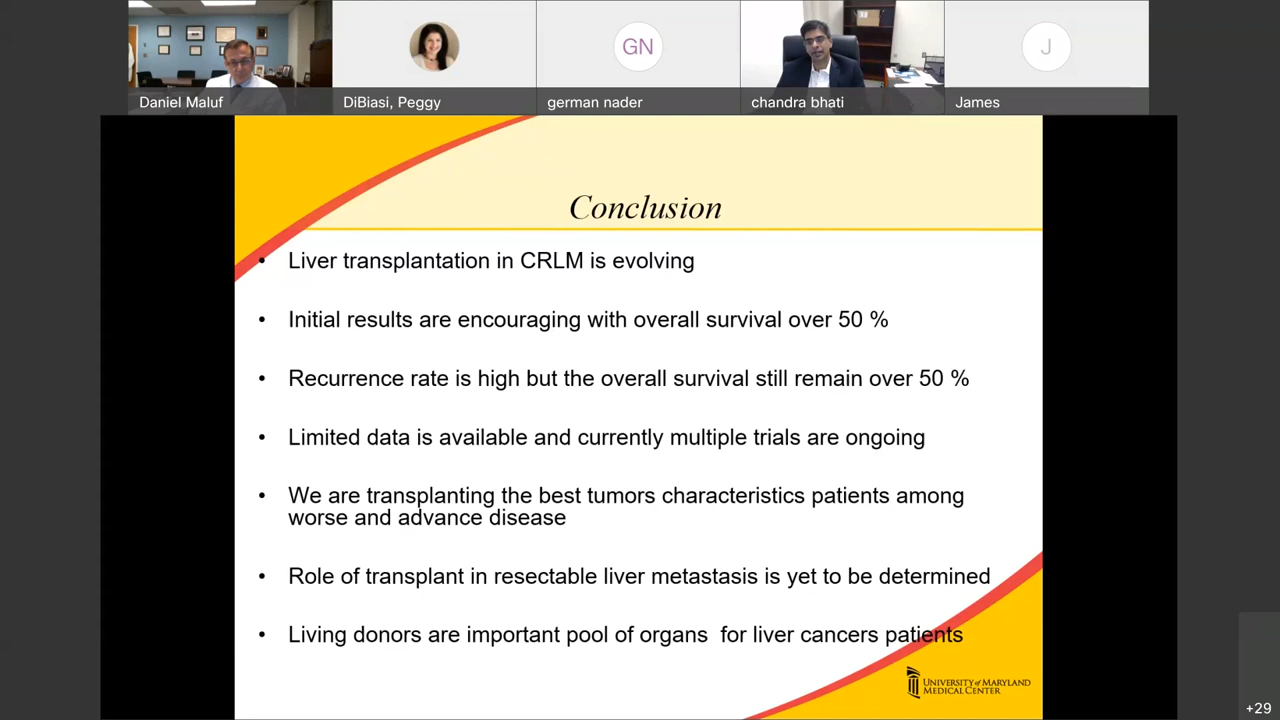 GN
J
Daniel Maluf
DiBiasi, Peggy
german nader
chandra bhati
James
Conclusion
• Liver transplantation in CRLM is evolving
• Initial results are encouraging with overall survival over 50 %
• Recurrence rate is high but the overall survival still remain over 50 %
• Limited data is available and currently multiple trials are ongoing
• We are transplanting the best tumors characteristics patients among
worse and advance disease
• Role of transplant in resectable liver metastasis is yet to be determined
• Living donors are important pool of organs for liver cancers patients
UNIVERSITY of MARYLAND
MEDICAL CENTER
+29